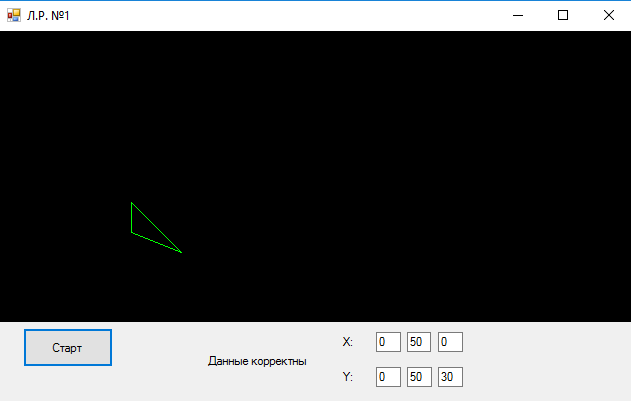 Л.Р. №1
Старт
Данные корректны
X: 0 50 0
Y: 0 50 30